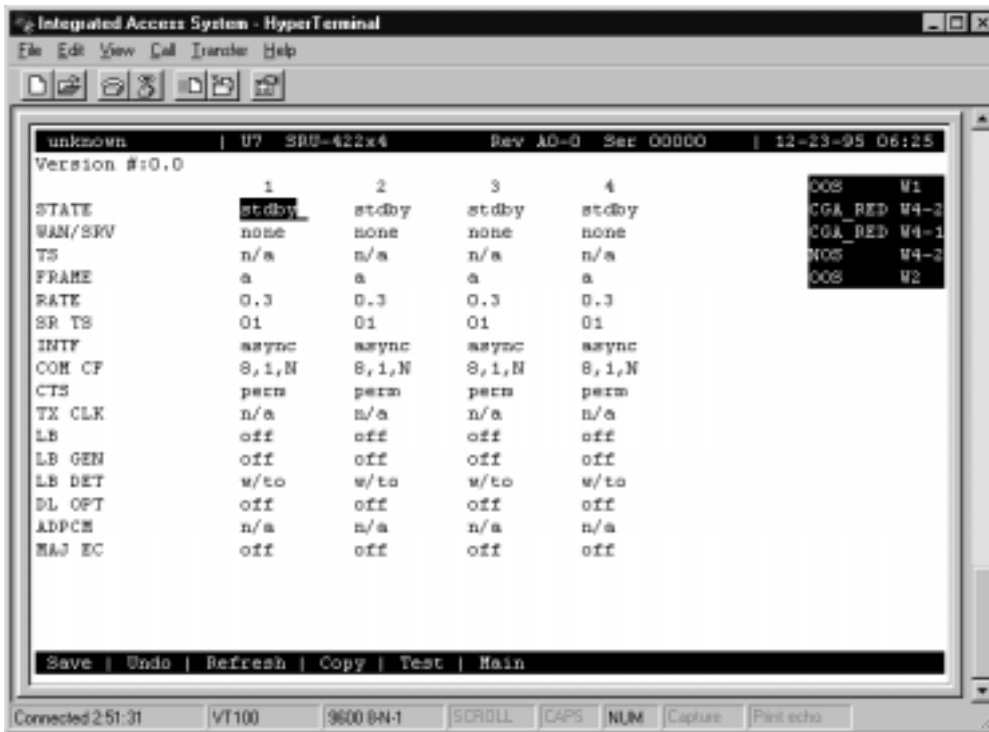 Integrated Access System - HyperTerminal
File Edit View Call Transfer Help
unknown | U7 SRU-422x4 Rev A0-0 Ser 00000 | 12-23-95 06:25
Version #:0.0
1 2 3 4 OOS W1
STATE stdby stdby stdby stdby CGA_RED W4-2
WAN/SRV none none none none CGA_RED W4-1
TS n/a n/a n/a n/a NOS W4-2
FRAME a a a a OOS W2
RATE 0.3 0.3 0.3 0.3
SR TS 01 01 01 01
INTF async async async async
COM CF 8,1,N 8,1,N 8,1,N 8,1,N
CTS perm perm perm perm
TX CLK n/a n/a n/a n/a
LB off off off off
LB GEN off off off off
LB DET w/to w/to w/to w/to
DL OPT off off off off
ADPCM n/a n/a n/a n/a
MAJ EC off off off off
Save | Undo | Refresh | Copy | Test | Main
Connected 2:51:31 VT100 9600 8-N-1 SCROLL CAPS NUM Capture Print echo